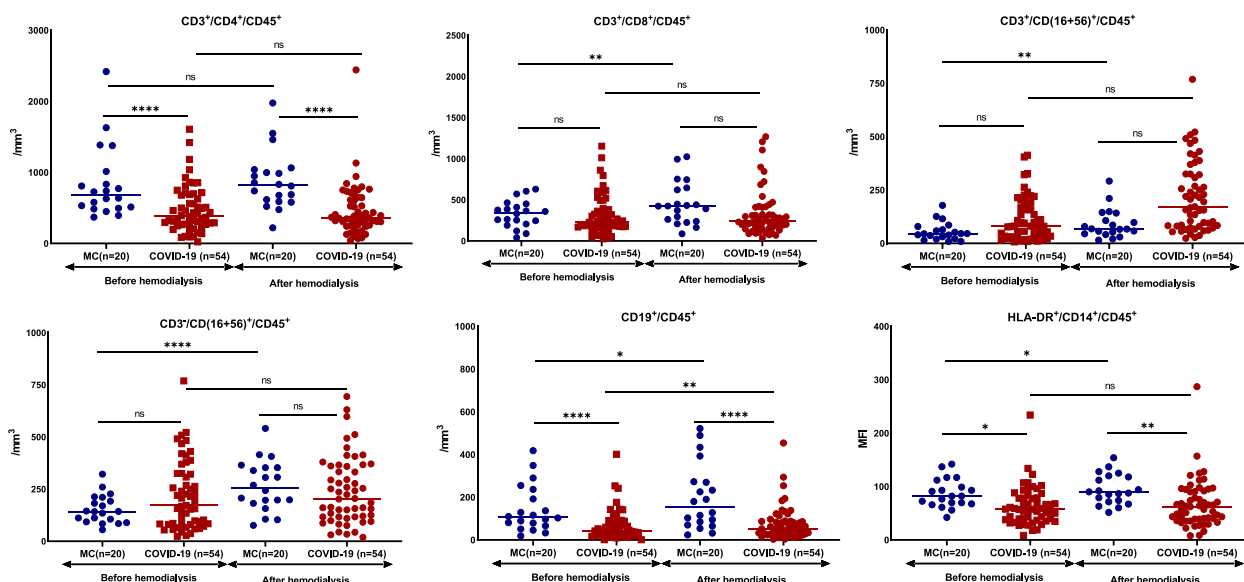 CD3⁺/CD4⁺/CD45⁺
3000
2000
1000
0
/mm³
ns
ns
****
****
MC(n=20) COVID-19 (n=54) MC(n=20) COVID-19 (n=54)
Before hemodialysis After hemodialysis
CD3⁺/CD8⁺/CD45⁺
2500
2000
1500
1000
500
0
/mm³
**
ns
ns
ns
MC(n=20) COVID-19 (n=54) MC(n=20) COVID-19 (n=54)
Before hemodialysis After hemodialysis
CD3⁺/CD(16+56)⁺/CD45⁺
1000
750
500
250
0
/mm³
**
ns
ns
ns
MC(n=20) COVID-19 (n=54) MC(n=20) COVID-19 (n=54)
Before hemodialysis After hemodialysis
CD3⁻/CD(16+56)⁺/CD45⁺
1000
750
500
250
0
/mm³
****
ns
ns
ns
MC(n=20) COVID-19 (n=54) MC(n=20) COVID-19 (n=54)
Before hemodialysis After hemodialysis
CD19⁺/CD45⁺
1000
800
600
400
200
0
/mm³
*
**
****
****
MC(n=20) COVID-19 (n=54) MC(n=20) COVID-19 (n=54)
Before hemodialysis After hemodialysis
HLA-DR⁺/CD14⁺/CD45⁺
400
300
200
100
0
MFI
*
ns
*
**
MC(n=20) COVID-19 (n=54) MC(n=20) COVID-19 (n=54)
Before hemodialysis After hemodialysis